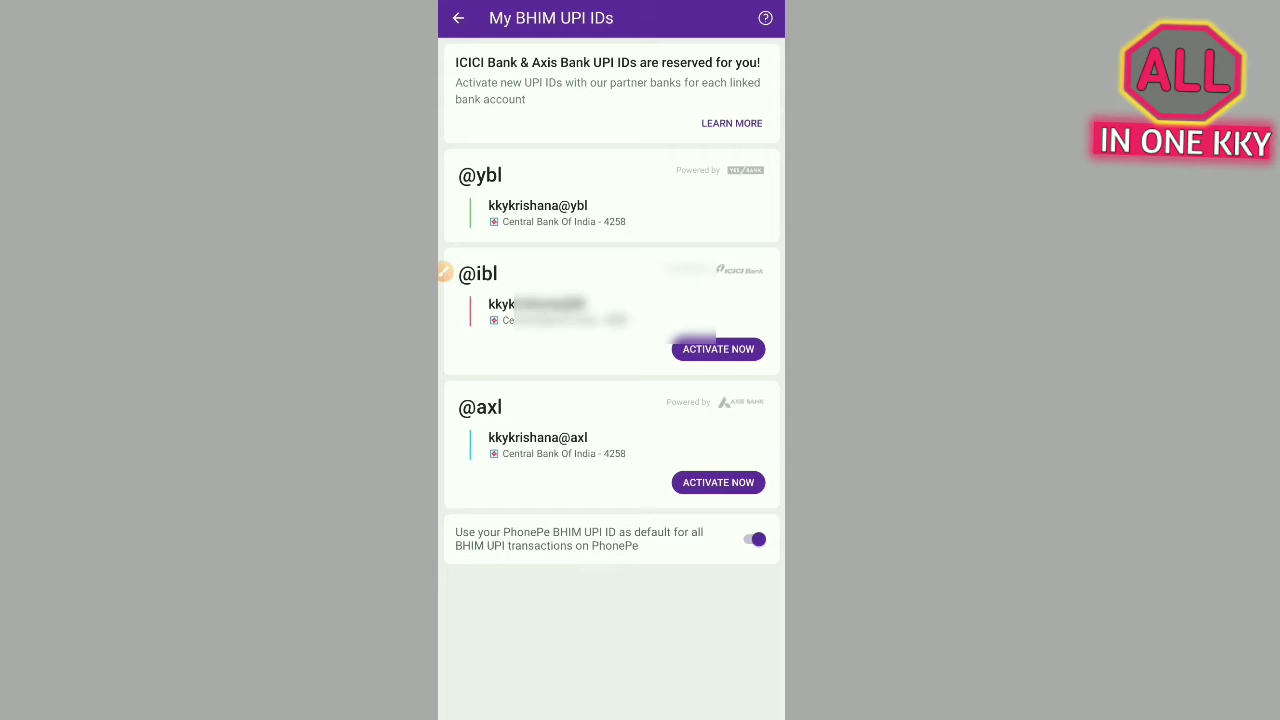 My BHIM UPI IDs
ICICI Bank & Axis Bank UPI IDs are reserved for you!
Activate new UPI IDs with our partner banks for each linked
bank account
LEARN MORE
@ybl
Powered by YES BANK
kkykrishana@ybl
Central Bank Of India - 4258
@ibl
ICICI Bank
ACTIVATE NOW
@axl
Powered by AXIS BANK
kkykrishana@axl
Central Bank Of India - 4258
ACTIVATE NOW
Use your PhonePe BHIM UPI ID as default for all
BHIM UPI transactions on PhonePe
ALL
IN ONE KKY